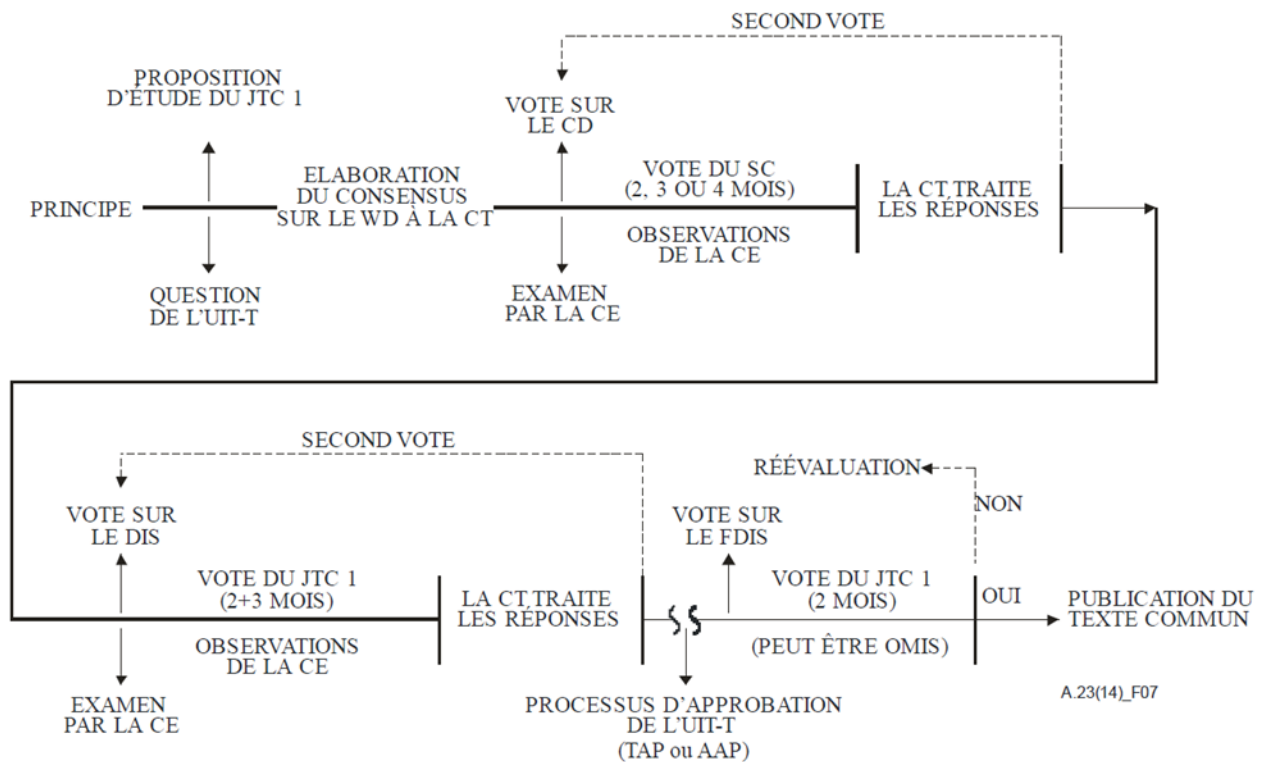 SECOND VOTE
PROPOSITION
D'ÉTUDE DU JTC 1
VOTE SUR
LE CD
PRINCIPE
ELABORATION
DU CONSENSUS
SUR LE WD À LA CT
VOTE DU SC
(2, 3 OU 4 MOIS)
LA CT TRAITE
LES RÉPONSES
OBSERVATIONS
DE LA CE
QUESTION
DE L'UIT-T
EXAMEN
PAR LA CE
SECOND VOTE
RÉÉVALUATION
NON
VOTE SUR
LE DIS
VOTE SUR
LE FDIS
VOTE DU JTC 1
(2+3 MOIS)
LA CT TRAITE
LES RÉPONSES
VOTE DU JTC 1
(2 MOIS)
OUI
PUBLICATION DU
TEXTE COMMUN
OBSERVATIONS
DE LA CE
(PEUT ÊTRE OMIS)
EXAMEN
PAR LA CE
PROCESSUS D'APPROBATION
DE L'UIT-T
(TAP ou AAP)
A.23(14)_F07